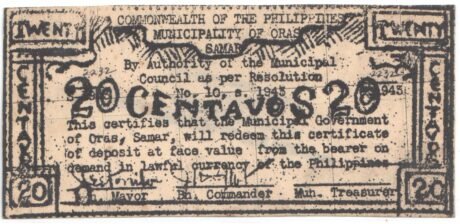 COMMONWEALTH OF THE PHILIPPINES
TWENTY MUNICIPALITY OF ORAS TWENTY
SAMAR
By Authority of the Municipal
Council as per Resolution
No. 10, s. 1943 1943
20 CENTAVOS 20
CENTAVOS CENTAVOS
This certifies that the Municipal Government
of Oras, Samar, will redeem this certificate
of deposit at face value from the bearer on
demand in lawful currency of the Philippines
20 Mun. Mayor Bn. Commander Mun. Treasurer 20